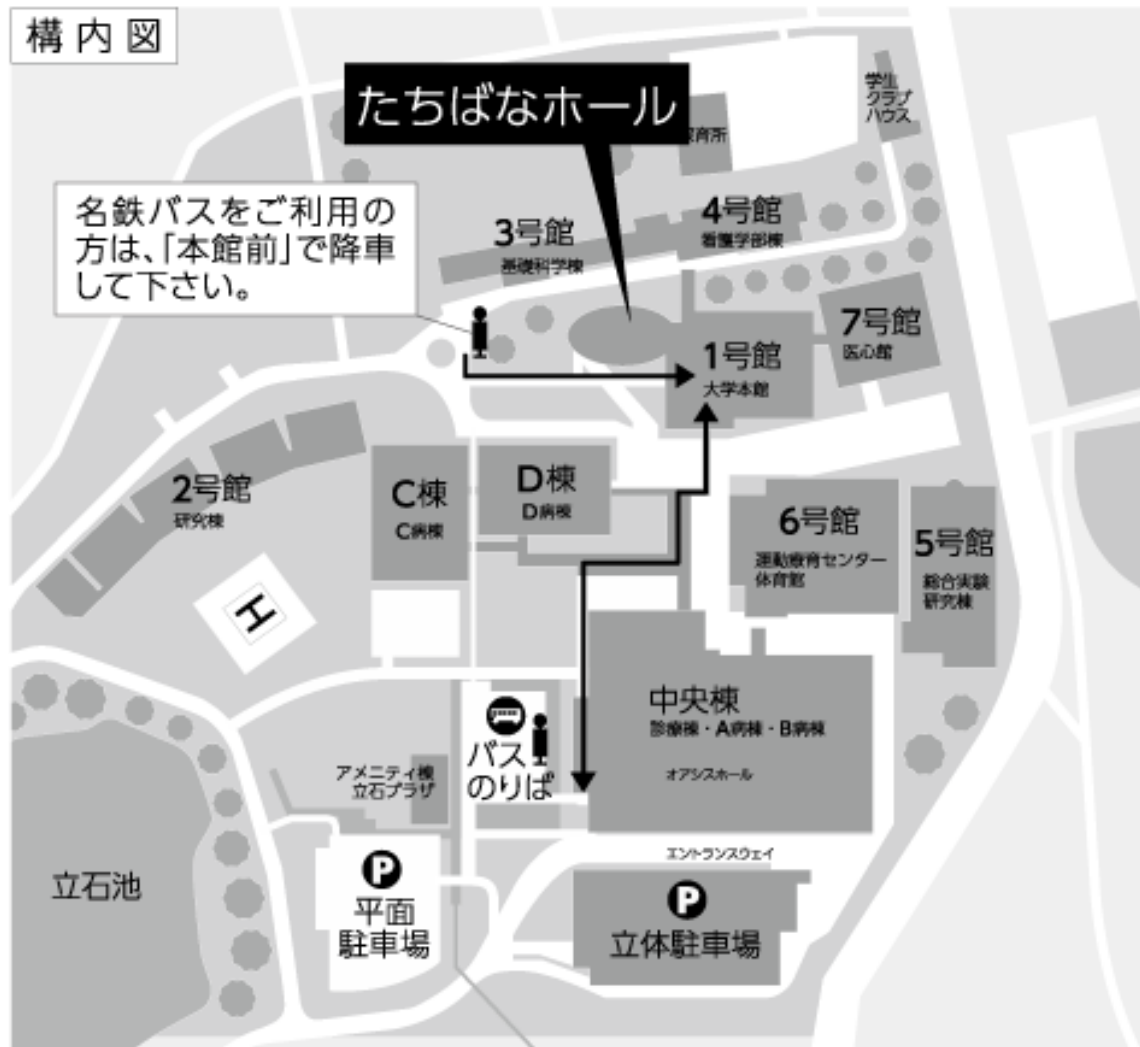 構内図
たちばなホール
学生
クラブ
ハウス
育所
名鉄バスをご利用の
方は、「本館前」で降車
して下さい。
3号館
基礎科学棟
4号館
看護学部棟
7号館
医心館
1号館
大学本館
2号館
研究棟
C棟
C病棟
D棟
D病棟
6号館
運動療育センター
体育館
5号館
総合実験
研究棟
H
中央棟
診療棟・A病棟・B病棟
オアシスホール
バス
のりば
アメニティ棟
立石プラザ
エントランスウェイ
立石池
P
平面
駐車場
P
立体駐車場